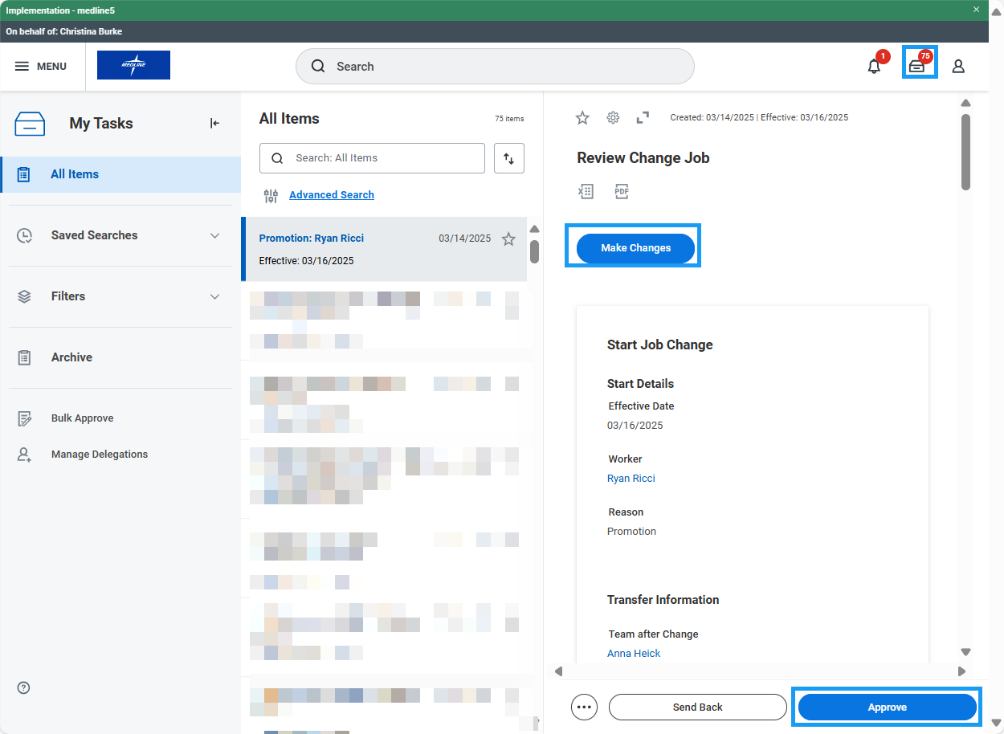 Implementation - medline5
On behalf of: Christina Burke
MENU
MEDLINE
Search
1
75
My Tasks
All Items
Saved Searches
Filters
Archive
Bulk Approve
Manage Delegations
All Items
75 items
Search: All Items
Advanced Search
Promotion: Ryan Ricci
03/14/2025
Effective: 03/16/2025
Created: 03/14/2025 | Effective: 03/16/2025
Review Change Job
PDF
Make Changes
Start Job Change
Start Details
Effective Date
03/16/2025
Worker
Ryan Ricci
Reason
Promotion
Transfer Information
Team after Change
Anna Heick
Send Back
Approve